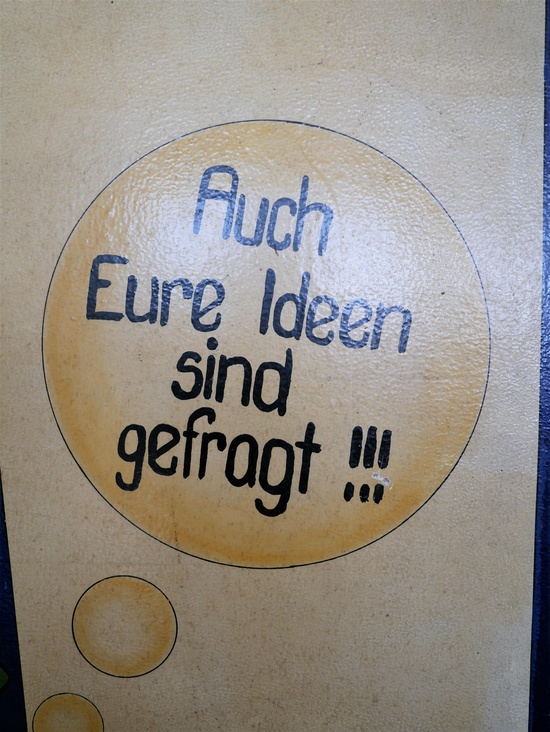 Auch
Eure Ideen
sind
gefragt !!!